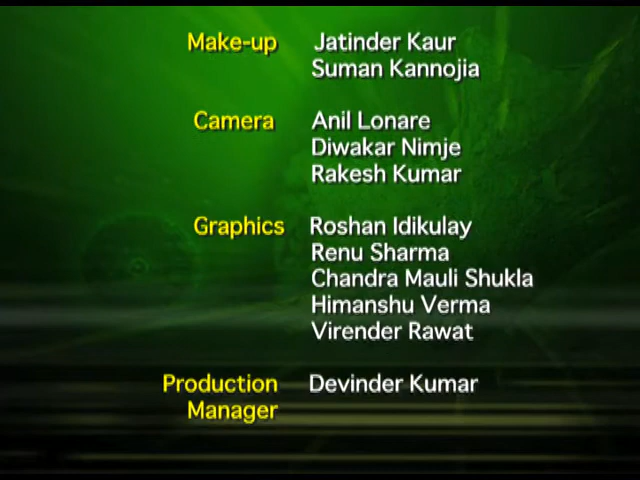 Make-up Jatinder Kaur
Suman Kannojia
Camera Anil Lonare
Diwakar Nimje
Rakesh Kumar
Graphics Roshan Idikulay
Renu Sharma
Chandra Mauli Shukla
Himanshu Verma
Virender Rawat
Production Devinder Kumar
Manager